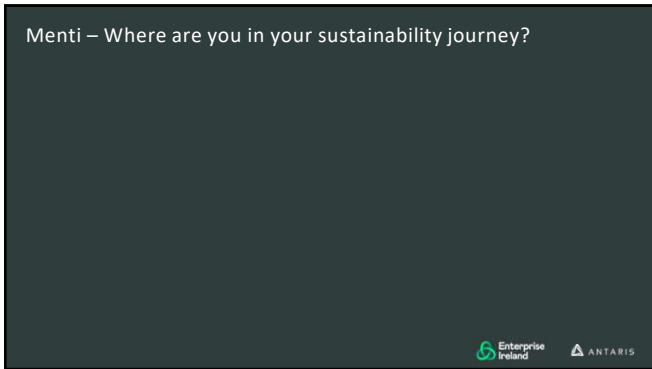 Menti – Where are you in your sustainability journey?
Enterprise
Ireland
ANTARIS